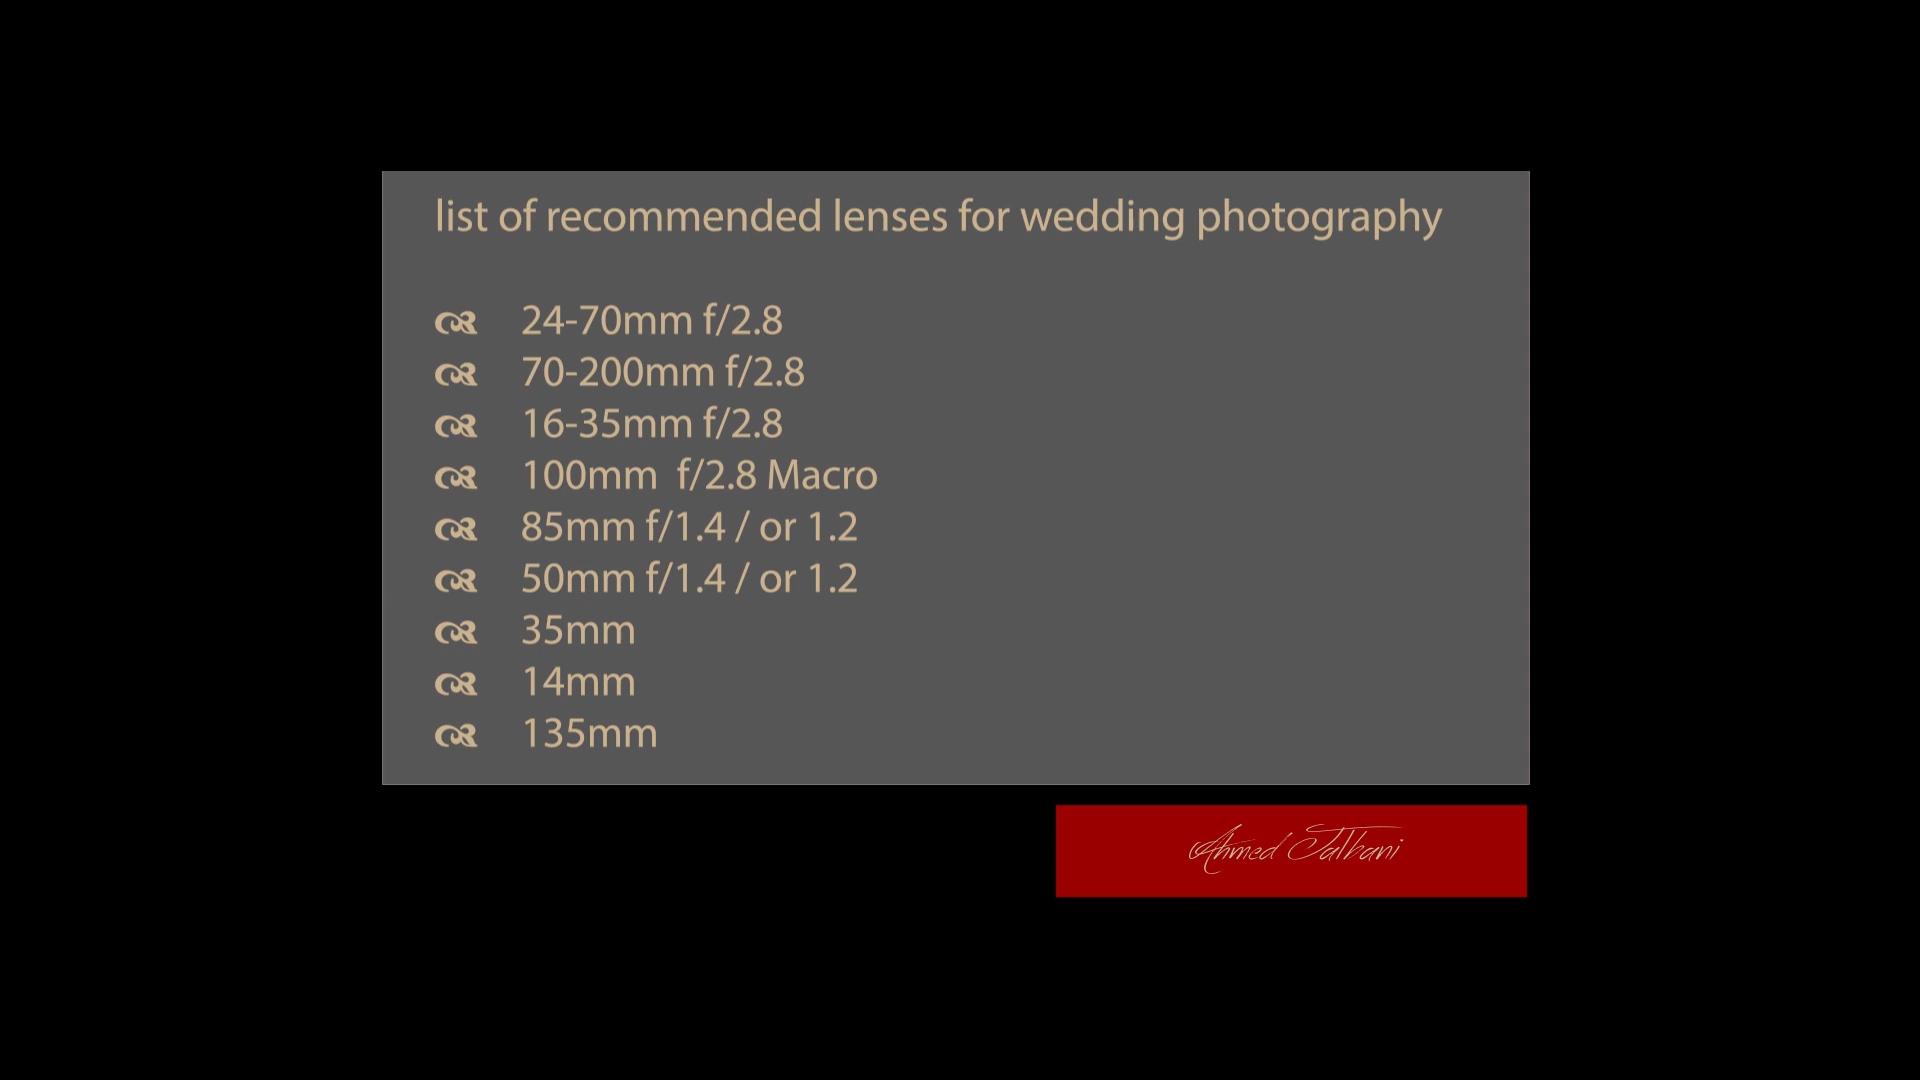 list of recommended lenses for wedding photography
24-70mm f/2.8
70-200mm f/2.8
16-35mm f/2.8
100mm  f/2.8 Macro
85mm f/1.4 / or 1.2
50mm f/1.4 / or 1.2
35mm
14mm
135mm
Ahmed Talbani